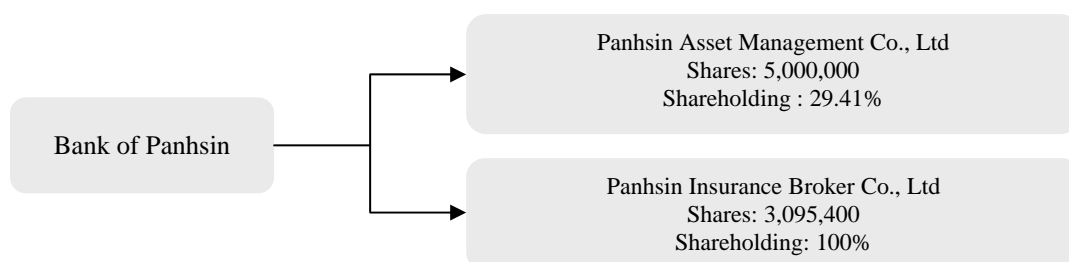 Bank of Panhsin
Panhsin Asset Management Co., Ltd
Shares: 5,000,000
Shareholding : 29.41%
Panhsin Insurance Broker Co., Ltd
Shares: 3,095,400
Shareholding: 100%